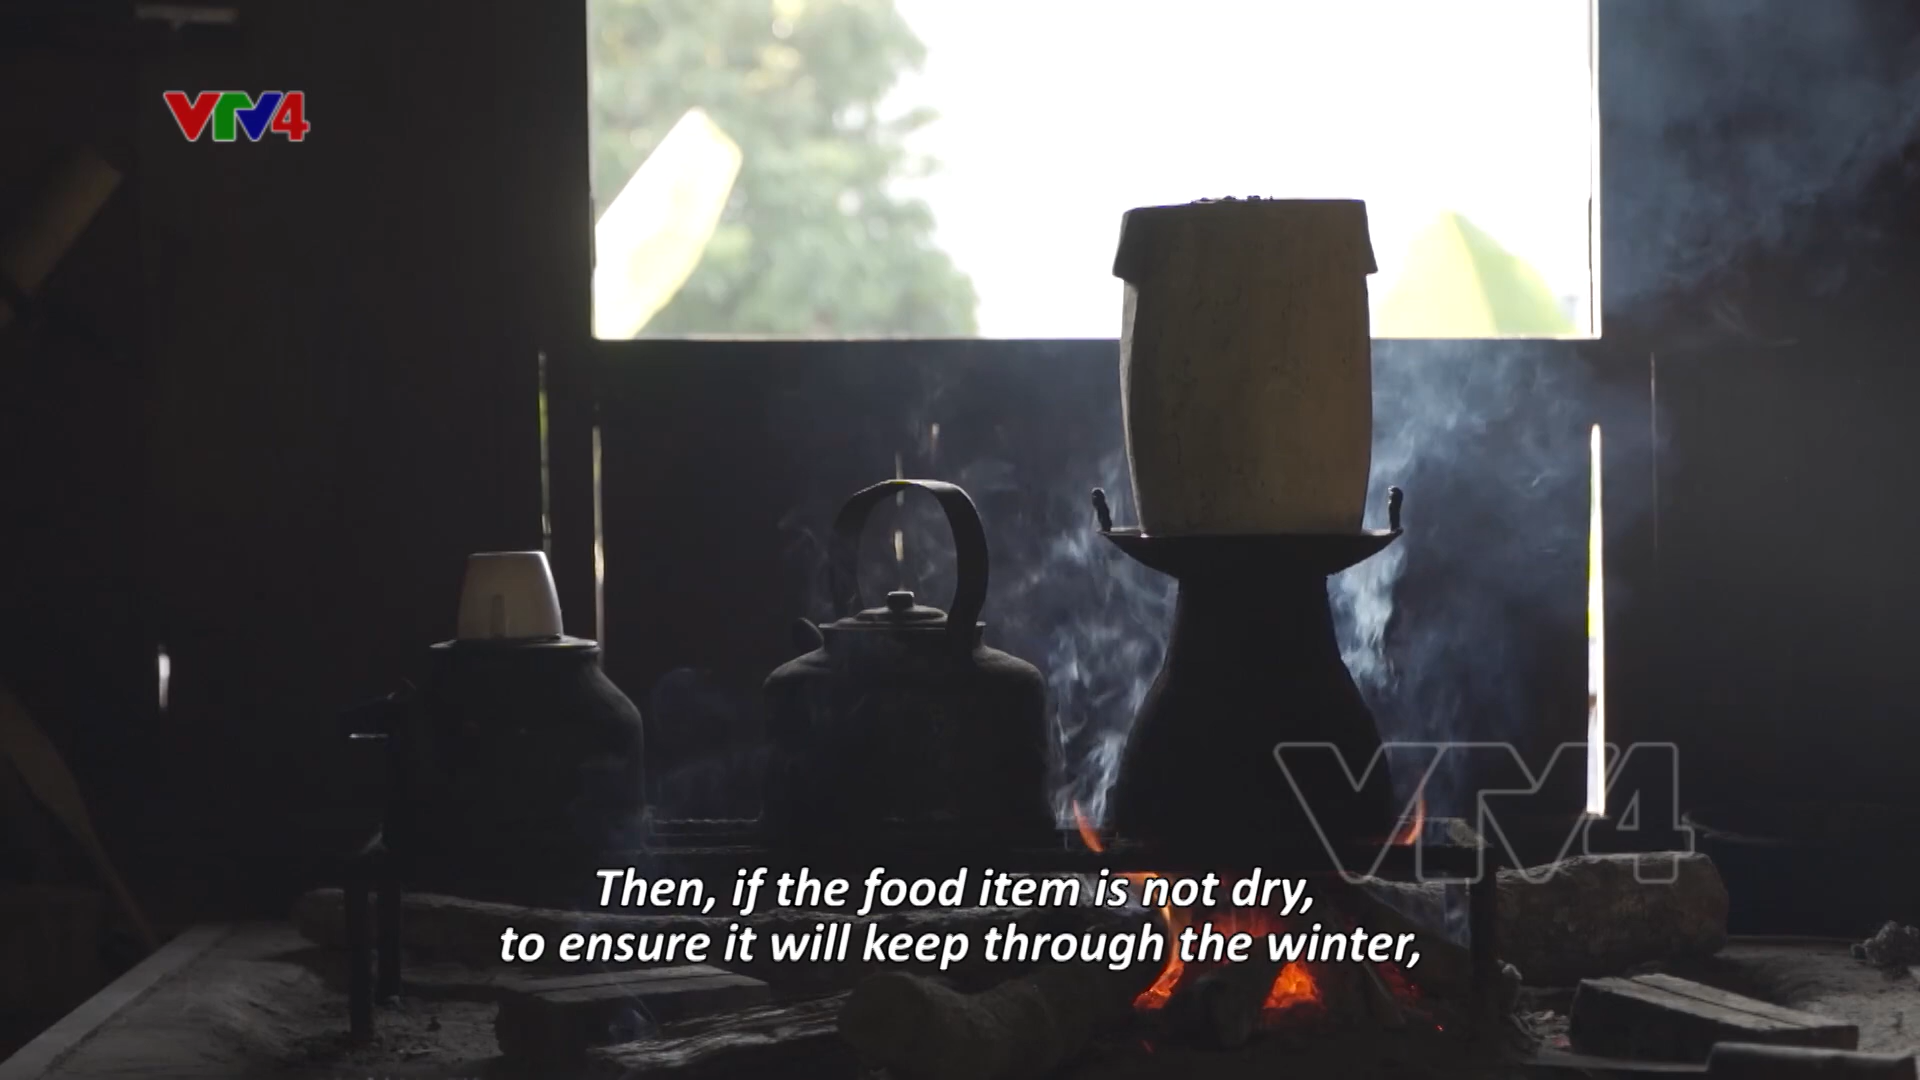 VTV4
Then, if the food item is not dry,
to ensure it will keep through the winter,
VTV4